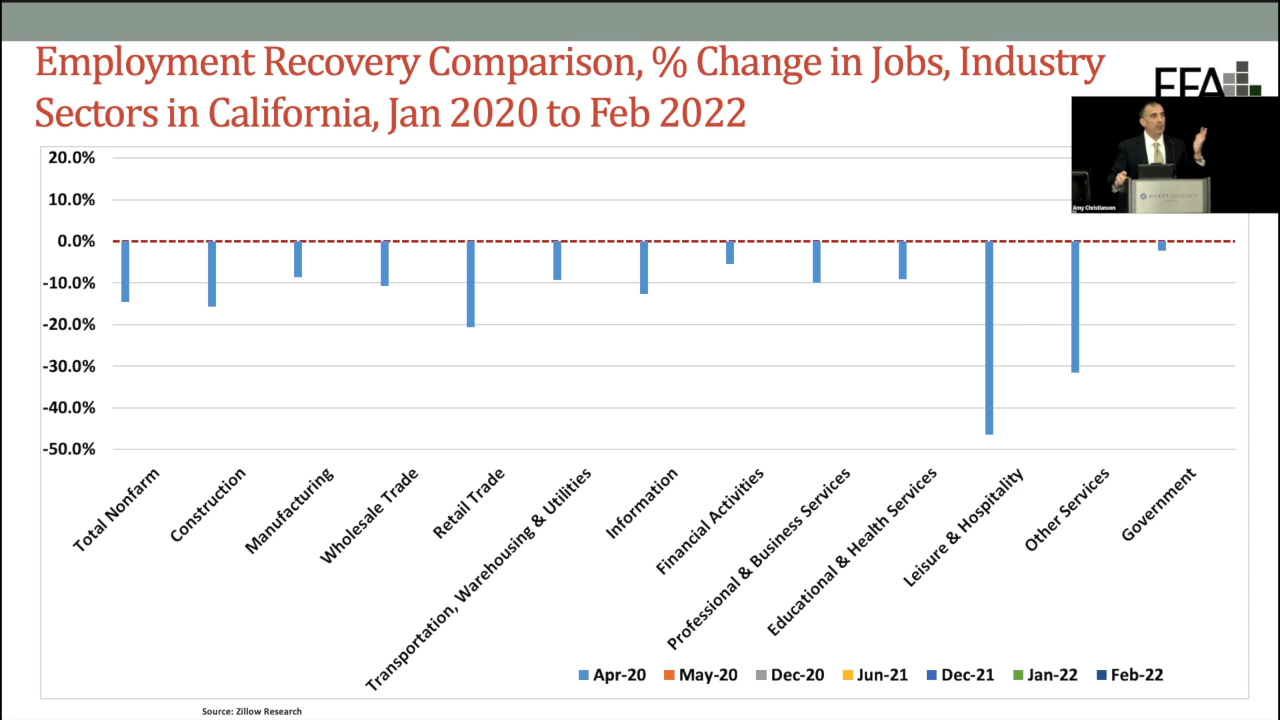 Employment Recovery Comparison, % Change in Jobs, Industry
Sectors in California, Jan 2020 to Feb 2022
EFA
Amy Christianson
HYATT REGENCY
20.0%
10.0%
0.0%
-10.0%
-20.0%
-30.0%
-40.0%
-50.0%
Total Nonfarm
Construction
Manufacturing
Wholesale Trade
Retail Trade
Transportation, Warehousing & Utilities
Information
Financial Activities
Professional & Business Services
Educational & Health Services
Leisure & Hospitality
Other Services
Government
Apr-20 May-20 Dec-20 Jun-21 Dec-21 Jan-22 Feb-22
Source: Zillow Research